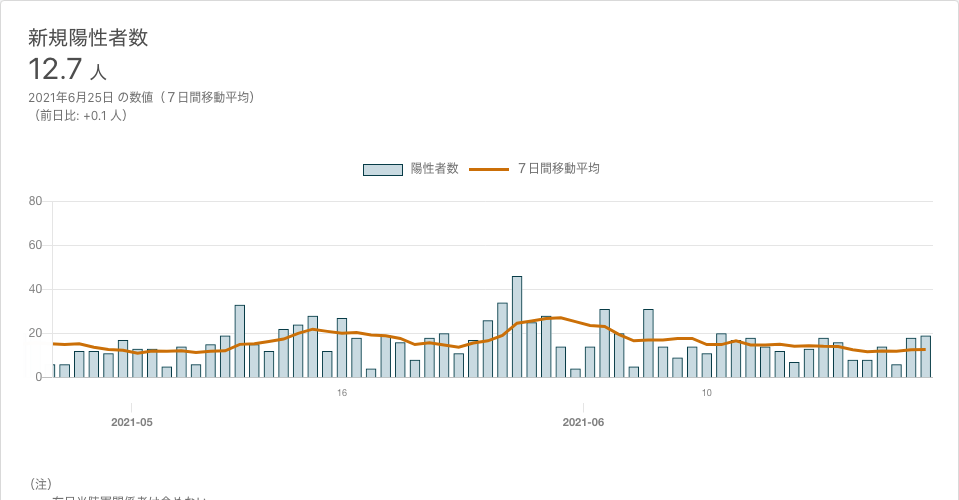 新規陽性者数
12.7 人
2021年6月25日 の数値（７日間移動平均）
（前日比: +0.1 人）
陽性者数 ７日間移動平均
80
60
40
20
0
16 10
2021-05 2021-06
（注）